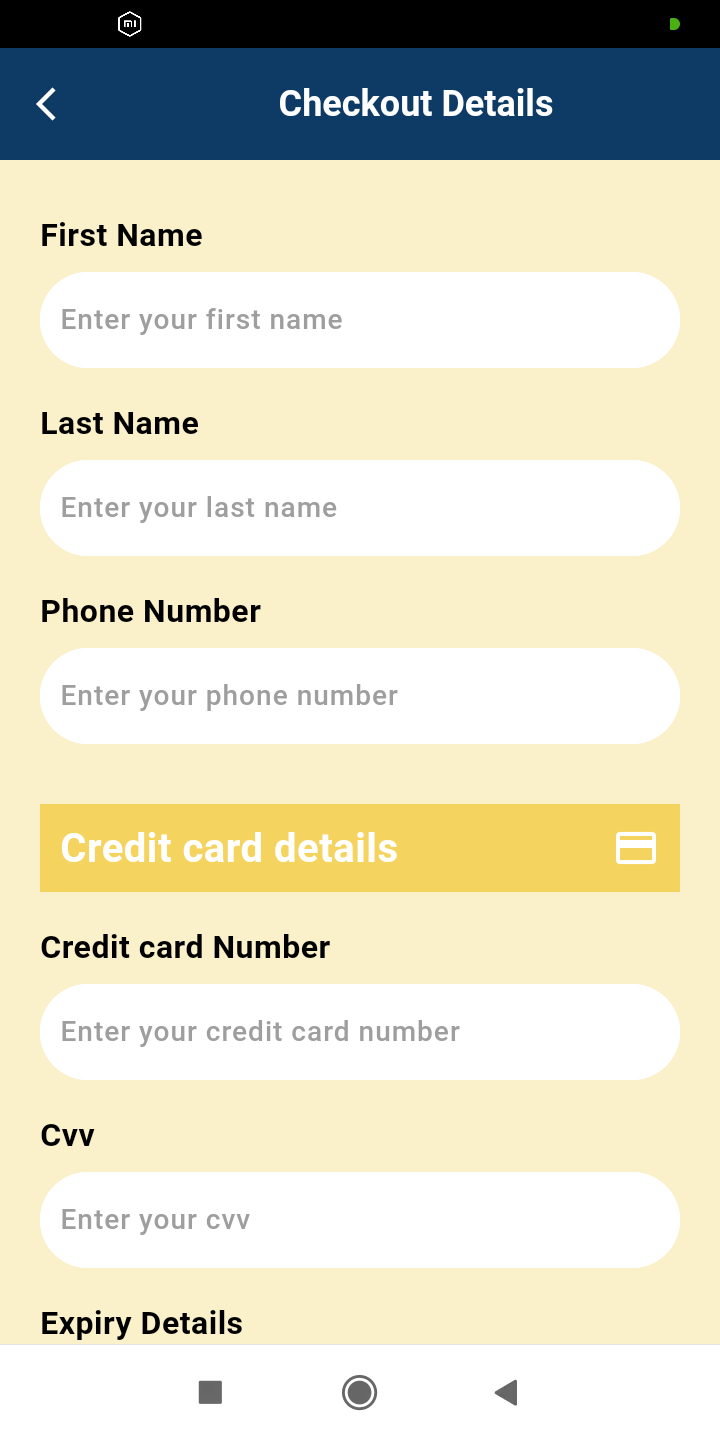 Checkout Details
First Name
Enter your first name
Last Name
Enter your last name
Phone Number
Enter your phone number
Credit card details
Credit card Number
Enter your credit card number
Cvv
Enter your cvv
Expiry Details